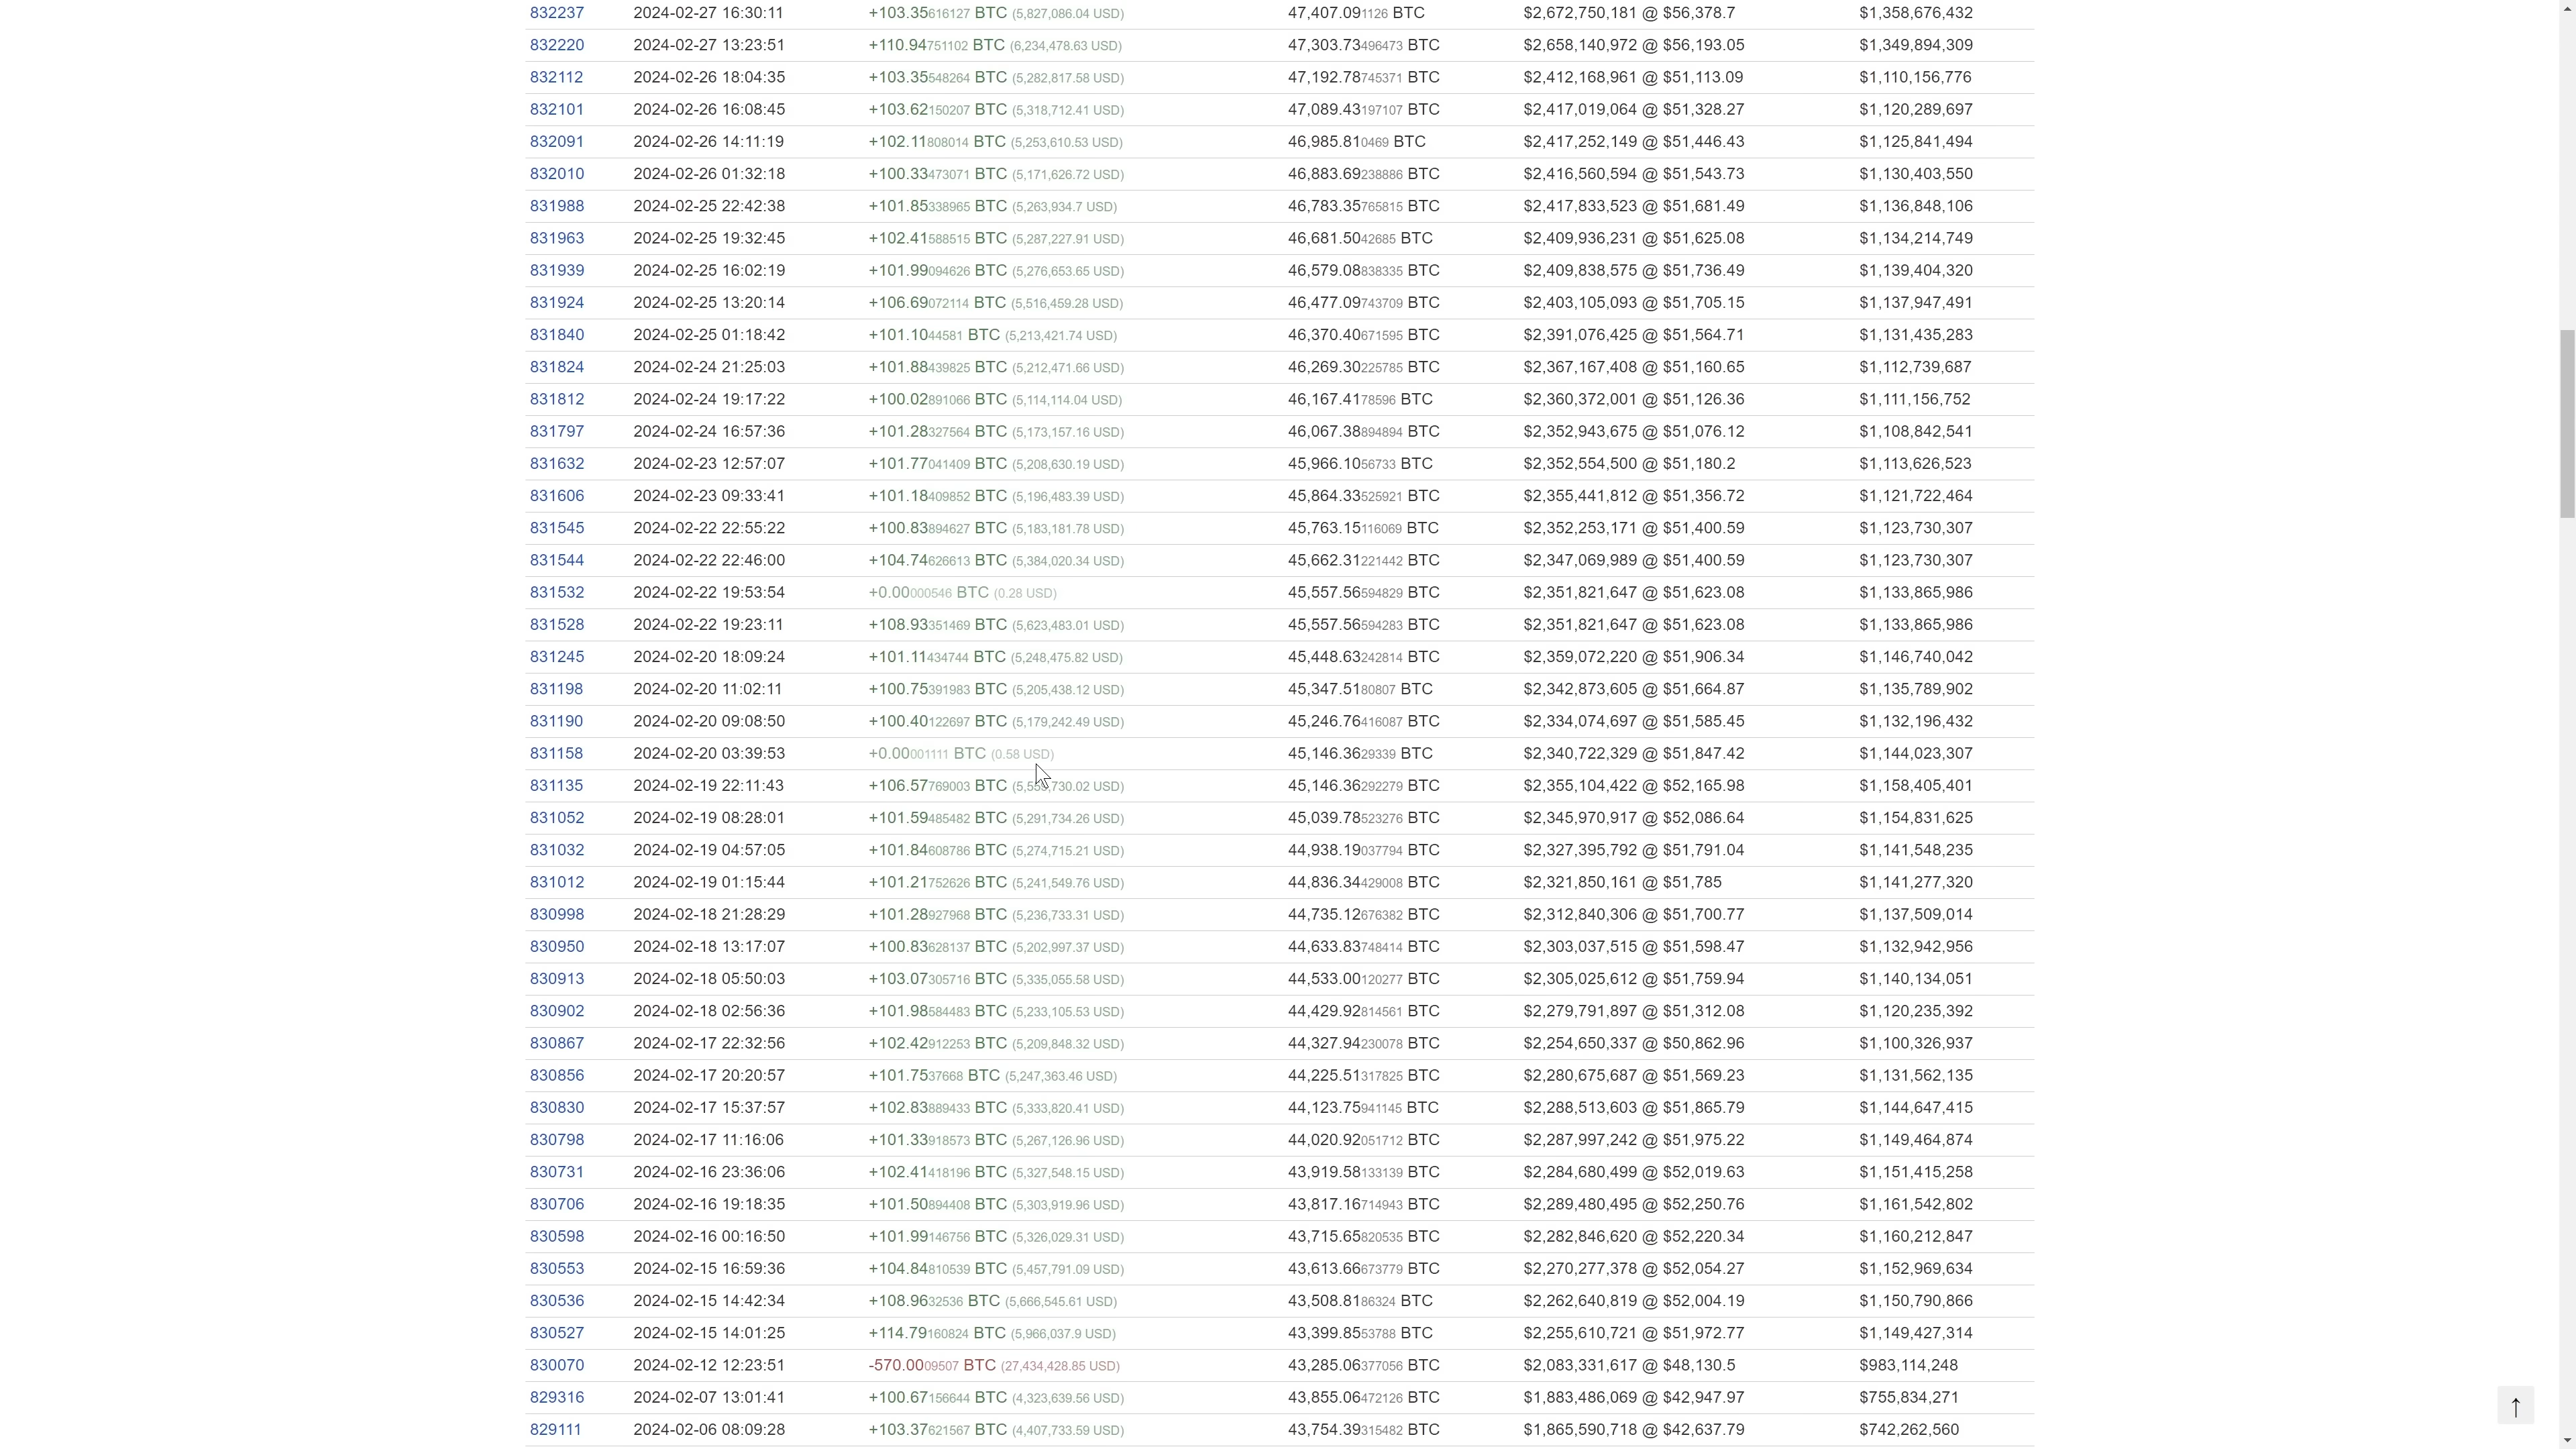 832237 2024-02-27 16:30:11 +103.35616127 BTC (5,827,086.04 USD) 47,407.091126 BTC $2,672,750,181 @ $56,378.7 $1,358,676,432
832220 2024-02-27 13:23:51 +110.94751102 BTC (6,234,478.63 USD) 47,303.73496473 BTC $2,658,140,972 @ $56,193.05 $1,349,894,309
832112 2024-02-26 18:04:35 +103.35548264 BTC (5,282,817.58 USD) 47,192.78745371 BTC $2,412,168,961 @ $51,113.09 $1,110,156,776
832101 2024-02-26 16:08:45 +103.62150207 BTC (5,318,712.41 USD) 47,089.43197107 BTC $2,417,019,064 @ $51,328.27 $1,120,289,697
832091 2024-02-26 14:11:19 +102.11808014 BTC (5,253,610.53 USD) 46,985.810469 BTC $2,417,252,149 @ $51,446.43 $1,125,841,494
832010 2024-02-26 01:32:18 +100.33473071 BTC (5,171,626.72 USD) 46,883.69238886 BTC $2,416,560,594 @ $51,543.73 $1,130,403,550
831988 2024-02-25 22:42:38 +101.85338965 BTC (5,263,934.7 USD) 46,783.35765815 BTC $2,417,833,523 @ $51,681.49 $1,136,848,106
831963 2024-02-25 19:32:45 +102.41588515 BTC (5,287,227.91 USD) 46,681.5042685 BTC $2,409,936,231 @ $51,625.08 $1,134,214,749
831939 2024-02-25 16:02:19 +101.99094626 BTC (5,276,653.65 USD) 46,579.08838335 BTC $2,409,838,575 @ $51,736.49 $1,139,404,320
831924 2024-02-25 13:20:14 +106.69072114 BTC (5,516,459.28 USD) 46,477.09743709 BTC $2,403,105,093 @ $51,705.15 $1,137,947,491
831840 2024-02-25 01:18:42 +101.1044581 BTC (5,213,421.74 USD) 46,370.40671595 BTC $2,391,076,425 @ $51,564.71 $1,131,435,283
831824 2024-02-24 21:25:03 +101.88439825 BTC (5,212,471.66 USD) 46,269.30225785 BTC $2,367,167,408 @ $51,160.65 $1,112,739,687
831812 2024-02-24 19:17:22 +100.02891066 BTC (5,114,114.04 USD) 46,167.4178596 BTC $2,360,372,001 @ $51,126.36 $1,111,156,752
831797 2024-02-24 16:57:36 +101.28327564 BTC (5,173,157.16 USD) 46,067.38894894 BTC $2,352,943,675 @ $51,076.12 $1,108,842,541
831632 2024-02-23 12:57:07 +101.77041409 BTC (5,208,630.19 USD) 45,966.1056733 BTC $2,352,554,500 @ $51,180.2 $1,113,626,523
831606 2024-02-23 09:33:41 +101.18409852 BTC (5,196,483.39 USD) 45,864.33525921 BTC $2,355,441,812 @ $51,356.72 $1,121,722,464
831545 2024-02-22 22:55:22 +100.83894627 BTC (5,183,181.78 USD) 45,763.15116069 BTC $2,352,253,171 @ $51,400.59 $1,123,730,307
831544 2024-02-22 22:46:00 +104.74626613 BTC (5,384,020.34 USD) 45,662.31221442 BTC $2,347,069,989 @ $51,400.59 $1,123,730,307
831532 2024-02-22 19:53:54 +0.00000546 BTC (0.28 USD) 45,557.56594829 BTC $2,351,821,647 @ $51,623.08 $1,133,865,986
831528 2024-02-22 19:23:11 +108.93351469 BTC (5,623,483.01 USD) 45,557.56594283 BTC $2,351,821,647 @ $51,623.08 $1,133,865,986
831245 2024-02-20 18:09:24 +101.11434744 BTC (5,248,475.82 USD) 45,448.63242814 BTC $2,359,072,220 @ $51,906.34 $1,146,740,042
831198 2024-02-20 11:02:11 +100.75391983 BTC (5,205,438.12 USD) 45,347.5180807 BTC $2,342,873,605 @ $51,664.87 $1,135,789,902
831190 2024-02-20 09:08:50 +100.40122697 BTC (5,179,242.49 USD) 45,246.76416087 BTC $2,334,074,697 @ $51,585.45 $1,132,196,432
831158 2024-02-20 03:39:53 +0.00001111 BTC (0.58 USD) 45,146.3629339 BTC $2,340,722,329 @ $51,847.42 $1,144,023,307
831135 2024-02-19 22:11:43 +106.57769003 BTC 45,146.36292279 BTC $2,355,104,422 @ $52,165.98 $1,158,405,401
831052 2024-02-19 08:28:01 +101.59485482 BTC (5,291,734.26 USD) 45,039.78523276 BTC $2,345,970,917 @ $52,086.64 $1,154,831,625
831032 2024-02-19 04:57:05 +101.84608786 BTC (5,274,715.21 USD) 44,938.19037794 BTC $2,327,395,792 @ $51,791.04 $1,141,548,235
831012 2024-02-19 01:15:44 +101.21752626 BTC (5,241,549.76 USD) 44,836.34429008 BTC $2,321,850,161 @ $51,785 $1,141,277,320
830998 2024-02-18 21:28:29 +101.28927968 BTC (5,236,733.31 USD) 44,735.12676382 BTC $2,312,840,306 @ $51,700.77 $1,137,509,014
830950 2024-02-18 13:17:07 +100.83628137 BTC (5,202,997.37 USD) 44,633.83748414 BTC $2,303,037,515 @ $51,598.47 $1,132,942,956
830913 2024-02-18 05:50:03 +103.07305716 BTC (5,335,055.58 USD) 44,533.00120277 BTC $2,305,025,612 @ $51,759.94 $1,140,134,051
830902 2024-02-18 02:56:36 +101.98584483 BTC (5,233,105.53 USD) 44,429.92814561 BTC $2,279,791,897 @ $51,312.08 $1,120,235,392
830867 2024-02-17 22:32:56 +102.42912253 BTC (5,209,848.32 USD) 44,327.94230078 BTC $2,254,650,337 @ $50,862.96 $1,100,326,937
830856 2024-02-17 20:20:57 +101.7537668 BTC (5,247,363.46 USD) 44,225.51317825 BTC $2,280,675,687 @ $51,569.23 $1,131,562,135
830830 2024-02-17 15:37:57 +102.83889433 BTC (5,333,820.41 USD) 44,123.75941145 BTC $2,288,513,603 @ $51,865.79 $1,144,647,415
830798 2024-02-17 11:16:06 +101.33918573 BTC (5,267,126.96 USD) 44,020.92051712 BTC $2,287,997,242 @ $51,975.22 $1,149,464,874
830731 2024-02-16 23:36:06 +102.41418196 BTC (5,327,548.15 USD) 43,919.58133139 BTC $2,284,680,499 @ $52,019.63 $1,151,415,258
830706 2024-02-16 19:18:35 +101.50894408 BTC (5,303,919.96 USD) 43,817.16714943 BTC $2,289,480,495 @ $52,250.76 $1,161,542,802
830598 2024-02-16 00:16:50 +101.99146756 BTC (5,326,029.31 USD) 43,715.65820535 BTC $2,282,846,620 @ $52,220.34 $1,160,212,847
830553 2024-02-15 16:59:36 +104.84810539 BTC (5,457,791.09 USD) 43,613.66673779 BTC $2,270,277,378 @ $52,054.27 $1,152,969,634
830536 2024-02-15 14:42:34 +108.9632536 BTC (5,666,545.61 USD) 43,508.8186324 BTC $2,262,640,819 @ $52,004.19 $1,150,790,866
830527 2024-02-15 14:01:25 +114.79160824 BTC (5,966,037.9 USD) 43,399.8553788 BTC $2,255,610,721 @ $51,972.77 $1,149,427,314
830070 2024-02-12 12:23:51 -570.0009507 BTC (27,434,428.85 USD) 43,285.06377056 BTC $2,083,331,617 @ $48,130.5 $983,114,248
829316 2024-02-07 13:01:41 +100.67156644 BTC (4,323,639.56 USD) 43,855.06472126 BTC $1,883,486,069 @ $42,947.97 $755,834,271
829111 2024-02-06 08:09:28 +103.37621567 BTC (4,407,733.59 USD) 43,754.39315482 BTC $1,865,590,718 @ $42,637.79 $742,262,560